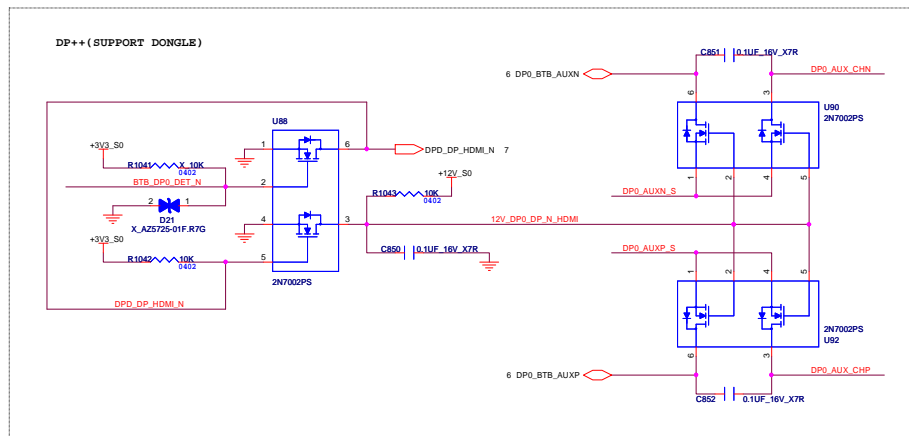 DP++(SUPPORT DONGLE)
C851 0.1UF_16V_X7R
6 DP0_BTB_AUXN
DP0_AUX_CHN
6 3
U88
U90
2N7002PS
+3V3_S0
1 6
DPD_DP_HDMI_N 7
R1041 X_10K
0402
+12V_S0
BTB_DP0_DET_N
2
1 2 4 5
R1043 10K
0402
DP0_AUXN_S
2 1
D21
X_AZ5725-01F.R7G
4 3
12V_DP0_DP_N_HDMI
+3V3_S0
C850 0.1UF_16V_X7R
DP0_AUXP_S
R1042 10K
0402
5
1 2 4 5
2N7002PS
DPD_DP_HDMI_N
2N7002PS
U92
6 3
6 DP0_BTB_AUXP
DP0_AUX_CHP
C852 0.1UF_16V_X7R